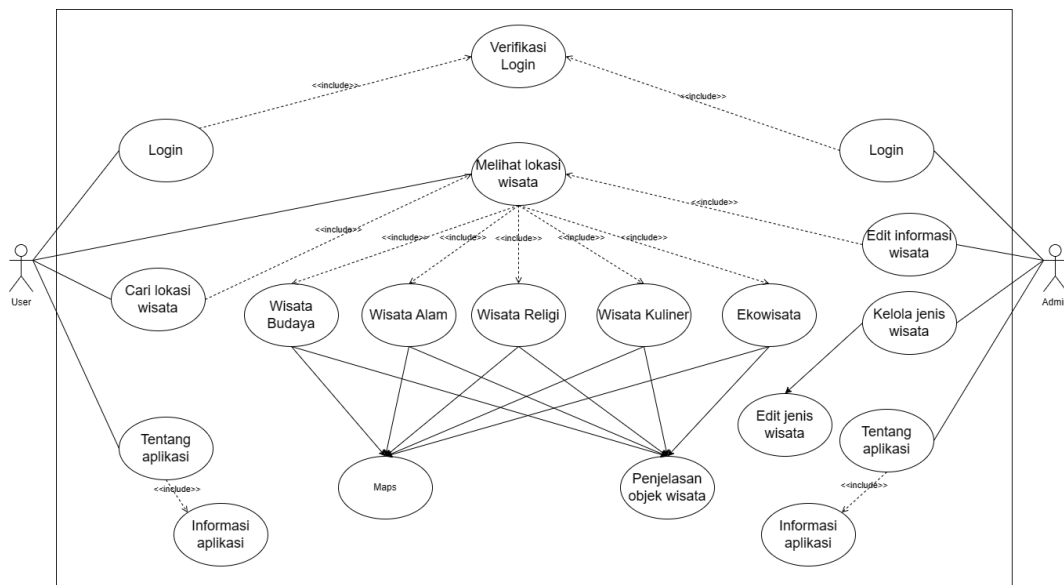 Verifikasi
Login
<<include>>
<<include>>
Login
Login
Melihat lokasi
wisata
<<include>>
<<include>>
Edit informasi
wisata
<<include>>
<<include>>
<<include>>
<<include>>
<<include>>
User
Admin
Cari lokasi
wisata
Wisata
Budaya
Wisata Alam
Wisata Religi
Wisata Kuliner
Ekowisata
Kelola jenis
wisata
Edit jenis
wisata
Tentang
aplikasi
Tentang
aplikasi
Maps
Penjelasan
objek wisata
<<include>>
<<include>>
Informasi
aplikasi
Informasi
aplikasi